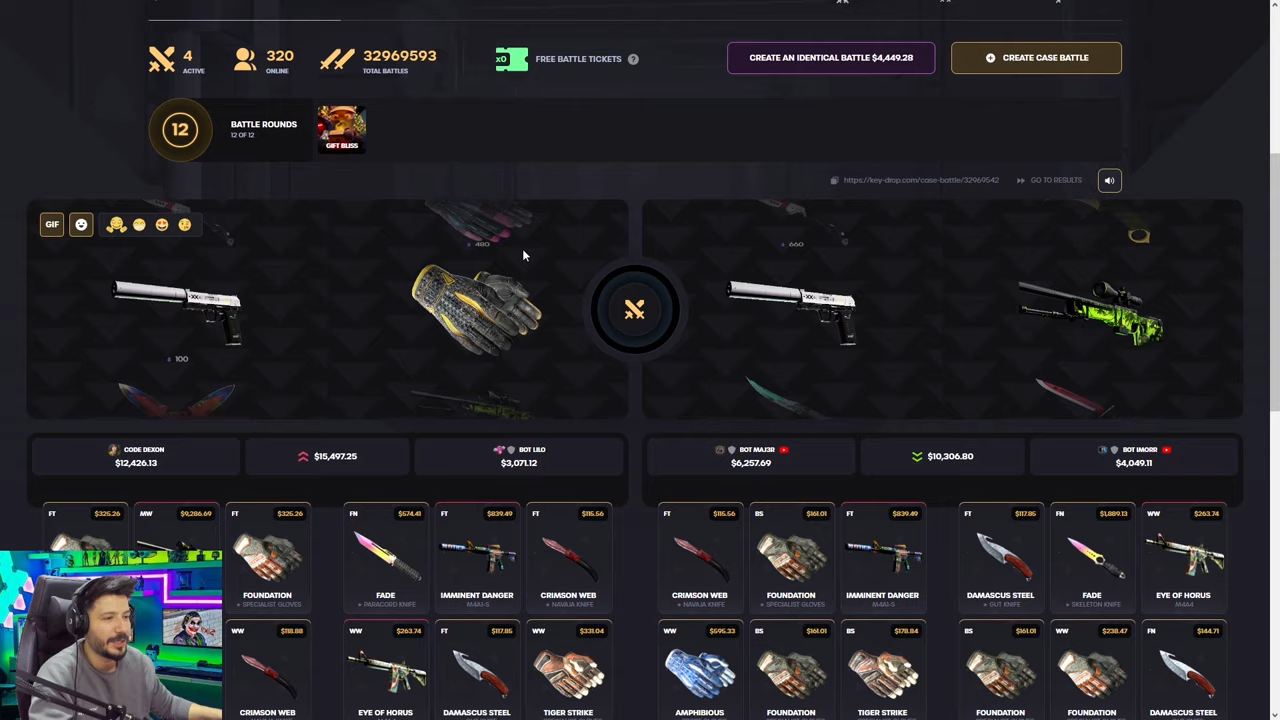 4
ACTIVE
320
ONLINE
32969593
TOTAL BATTLES
x0
FREE BATTLE TICKETS ?
CREATE AN IDENTICAL BATTLE $4,449.28
CREATE CASE BATTLE
12
BATTLE ROUNDS
12 OF 12
GIFT BLISS
https://key-drop.com/case-battle/32969542
GO TO RESULTS
GIF
480
660
100
CODE DEXON
$12,426.13
$15,497.25
BOT LILO
$3,071.12
BOT MAJ3R
$6,257.69
$10,306.80
BOT IMORR
$4,049.11
FT $325.26
MW $9,286.69
FT $325.26
FOUNDATION
★ SPECIALIST GLOVES
FN $574.41
FADE
★ PARACORD KNIFE
FT $839.49
IMMINENT DANGER
M4A1-S
FT $115.56
CRIMSON WEB
★ NAVAJA KNIFE
FT $115.56
CRIMSON WEB
★ NAVAJA KNIFE
BS $161.01
FOUNDATION
★ SPECIALIST GLOVES
FT $839.49
IMMINENT DANGER
M4A1-S
FT $117.85
DAMASCUS STEEL
★ GUT KNIFE
FN $1,889.13
FADE
★ SKELETON KNIFE
WW $263.74
EYE OF HORUS
M4A4
WW $118.88
CRIMSON WEB
WW $263.74
EYE OF HORUS
FT $117.85
DAMASCUS STEEL
WW $331.04
TIGER STRIKE
WW $595.33
AMPHIBIOUS
BS $161.01
FOUNDATION
BS $178.84
TIGER STRIKE
BS $161.01
FOUNDATION
WW $238.47
FOUNDATION
FN $144.71
DAMASCUS STEEL